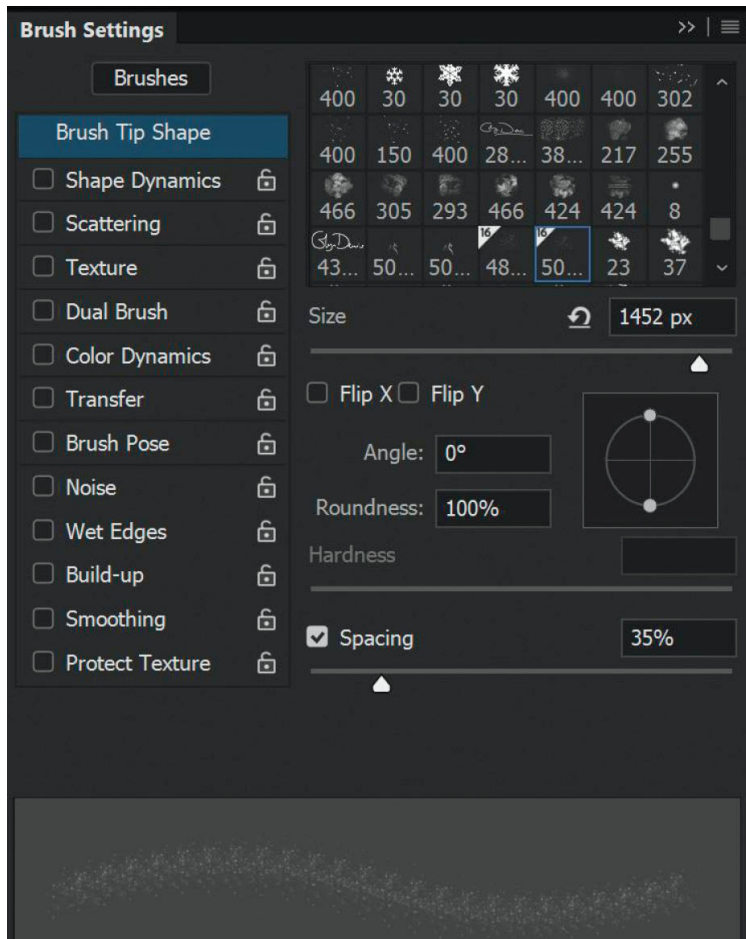 Brush Settings
Brushes
400 30 30 30 400 400 302
Brush Tip Shape
400 150 400 28... 38... 217 255
Shape Dynamics
466 305 293 466 424 424 8
Scattering
16 16
43... 50... 50... 48... 50... 23 37
Texture
Dual Brush
Size 1452 px
Color Dynamics
Transfer
Flip X Flip Y
Brush Pose
Angle: 0°
Noise
Roundness: 100%
Wet Edges
Hardness
Build-up
Smoothing
Spacing 35%
Protect Texture